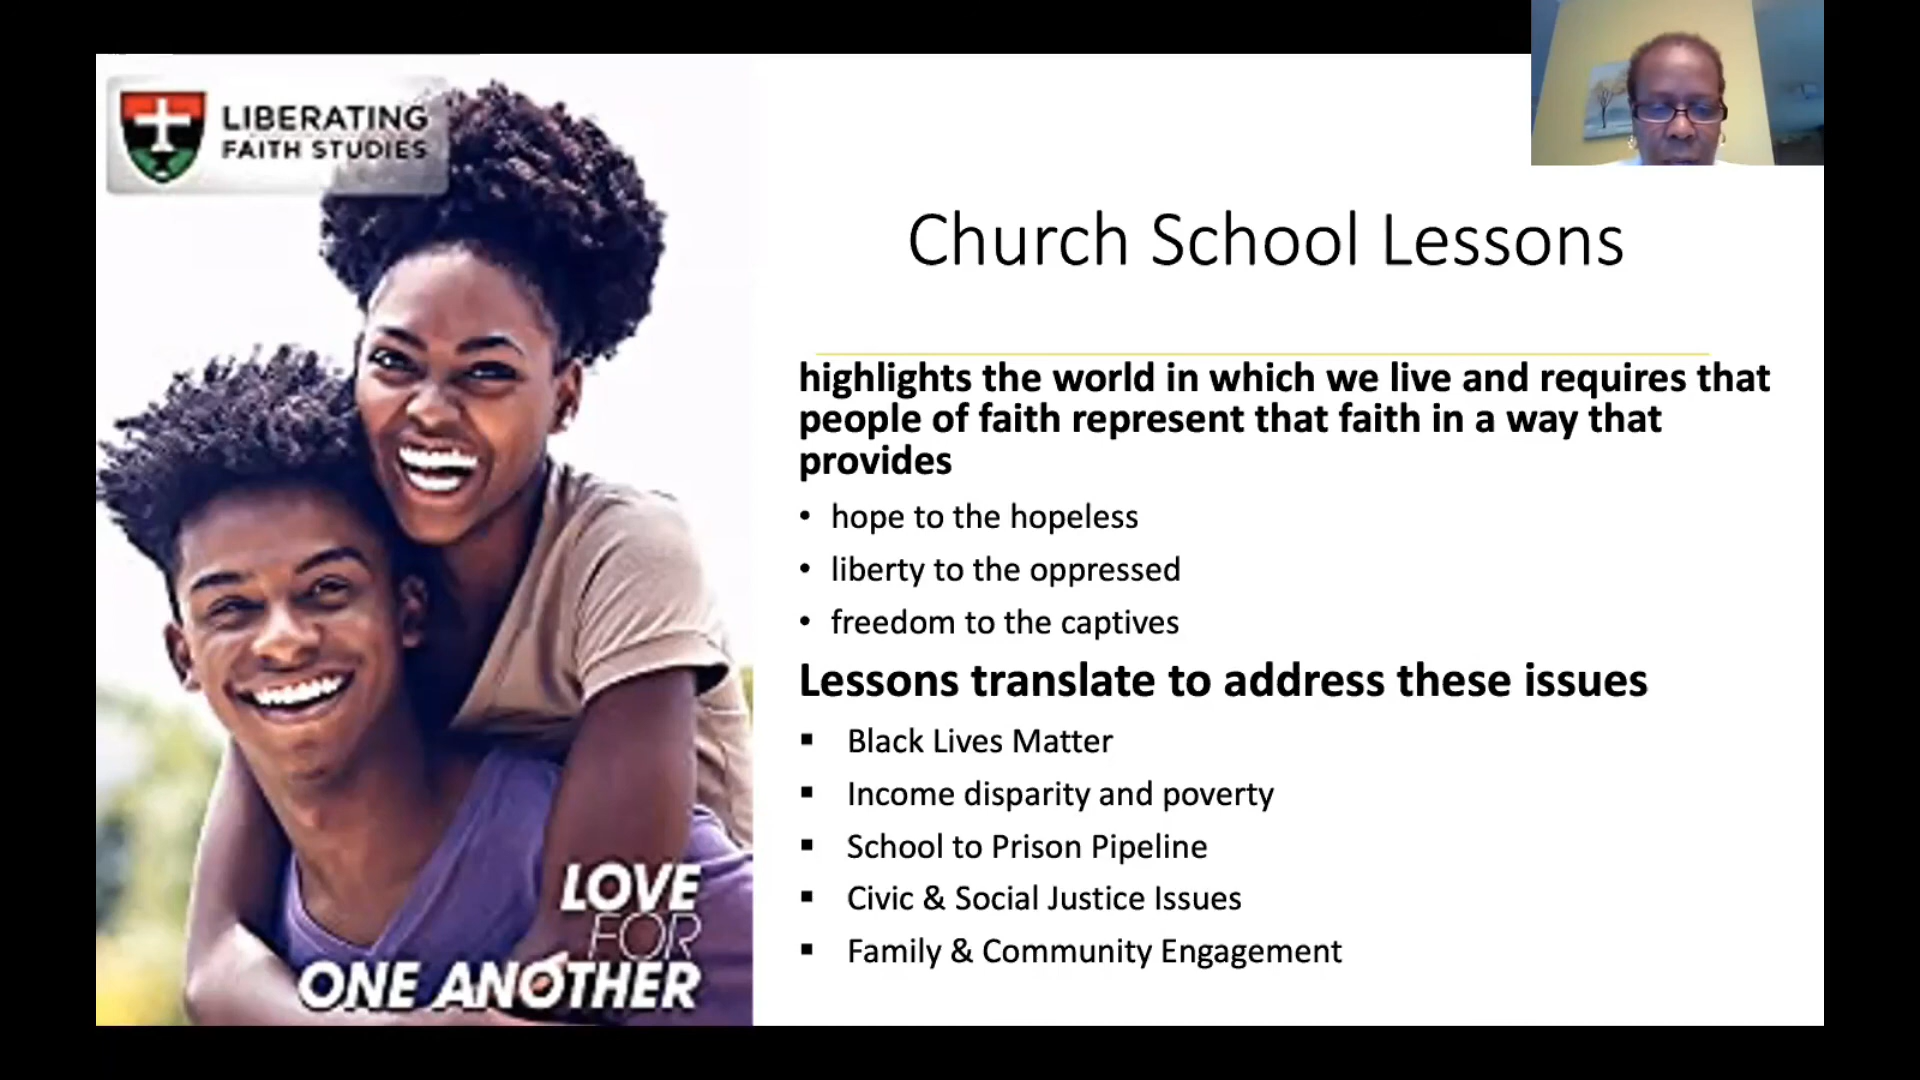 LIBERATING
FAITH STUDIES
LOVE
FOR
ONE ANOTHER
Church School Lessons
highlights the world in which we live and requires that
people of faith represent that faith in a way that
provides
• hope to the hopeless
• liberty to the oppressed
• freedom to the captives
Lessons translate to address these issues
▪ Black Lives Matter
▪ Income disparity and poverty
▪ School to Prison Pipeline
▪ Civic & Social Justice Issues
▪ Family & Community Engagement